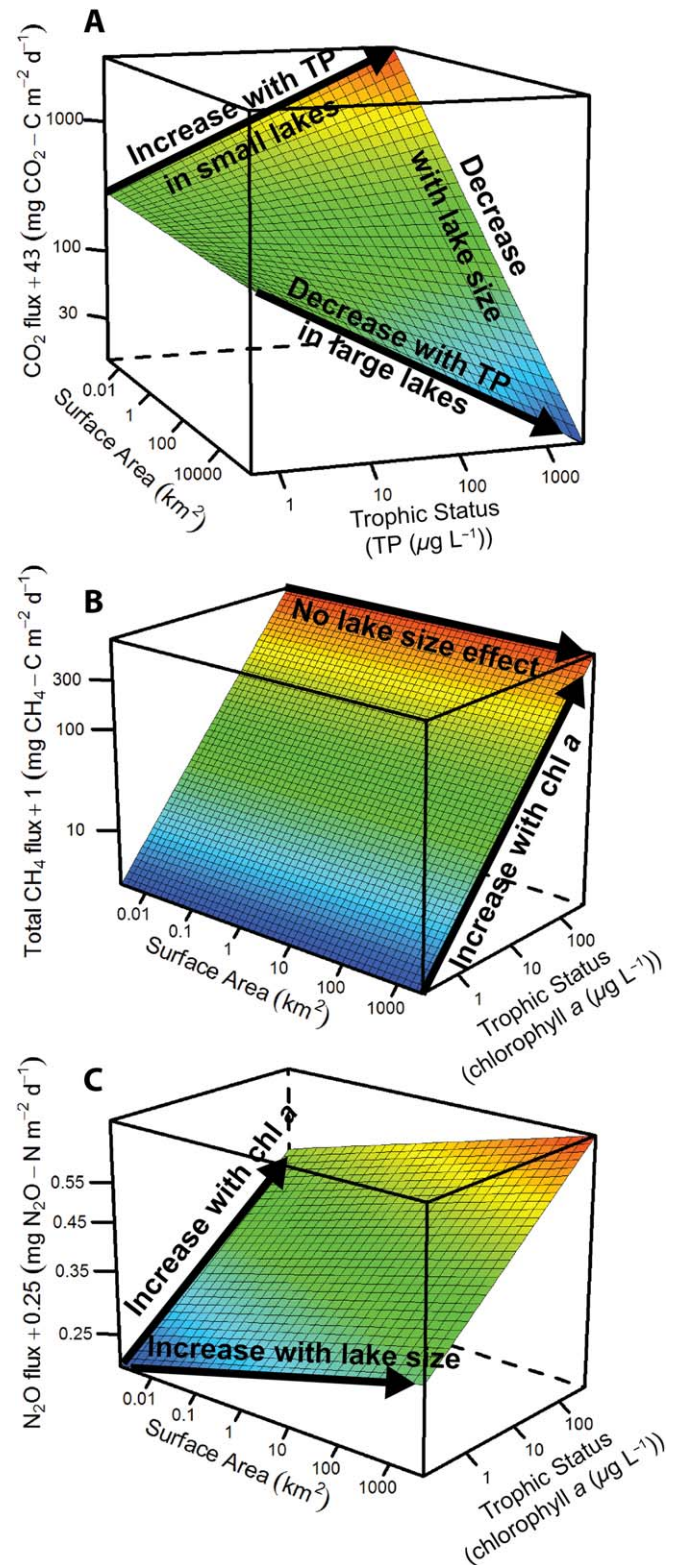 A
CO₂ flux + 43 (mg CO₂ – C m⁻² d⁻¹)
1000
100
30
Increase with TP
in small lakes
Decrease
with lake size
Decrease with TP
in large lakes
0.01
1
100
10000
Surface Area (km²)
1
10
100
1000
Trophic Status
(TP (µg L⁻¹))
B
Total CH₄ flux + 1 (mg CH₄ – C m⁻² d⁻¹)
300
100
10
No lake size effect
Increase with chl a
0.01
0.1
1
10
100
1000
Surface Area (km²)
1
10
100
Trophic Status
(chlorophyll a (µg L⁻¹))
C
N₂O flux + 0.25 (mg N₂O – N m⁻² d⁻¹)
0.55
0.45
0.35
0.25
Increase with chl a
Increase with lake size
0.01
0.1
1
10
100
1000
Surface Area (km²)
1
10
100
Trophic Status
(chlorophyll a (µg L⁻¹))